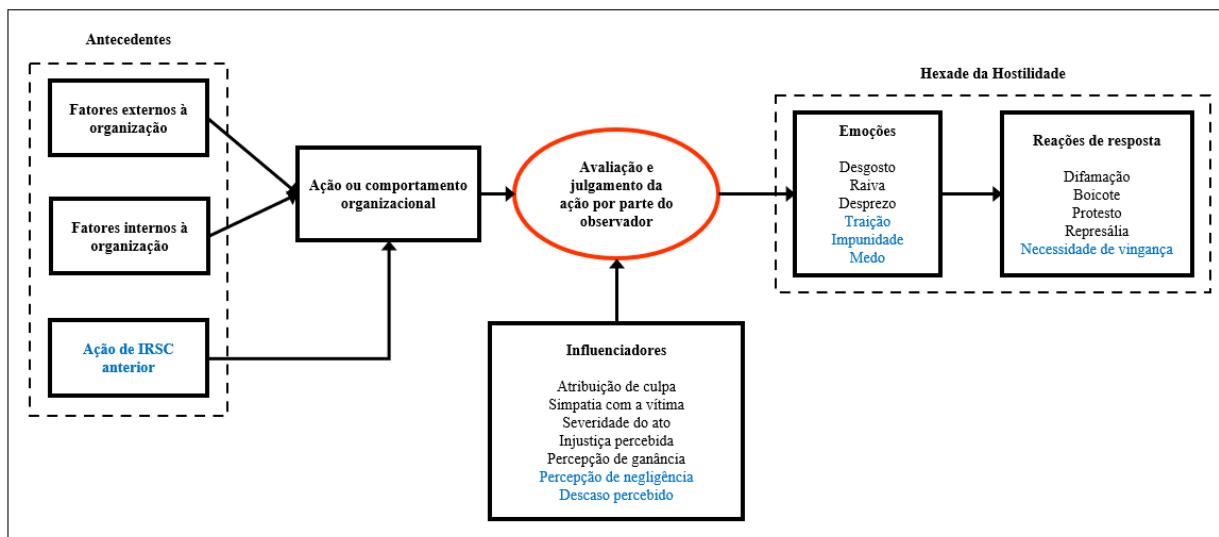 Antecedentes
Fatores externos à
organização
Fatores internos à
organização
Ação de IRSC
anterior
Ação ou comportamento
organizacional
Avaliação e
julgamento da
ação por parte do
observador
Influenciadores
Atribuição de culpa
Simpatia com a vítima
Severidade do ato
Injustiça percebida
Percepção de ganância
Percepção de negligência
Descaso percebido
Hexade da Hostilidade
Emoções
Desgosto
Raiva
Desprezo
Traição
Impunidade
Medo
Reações de resposta
Difamação
Boicote
Protesto
Represália
Necessidade de vingança